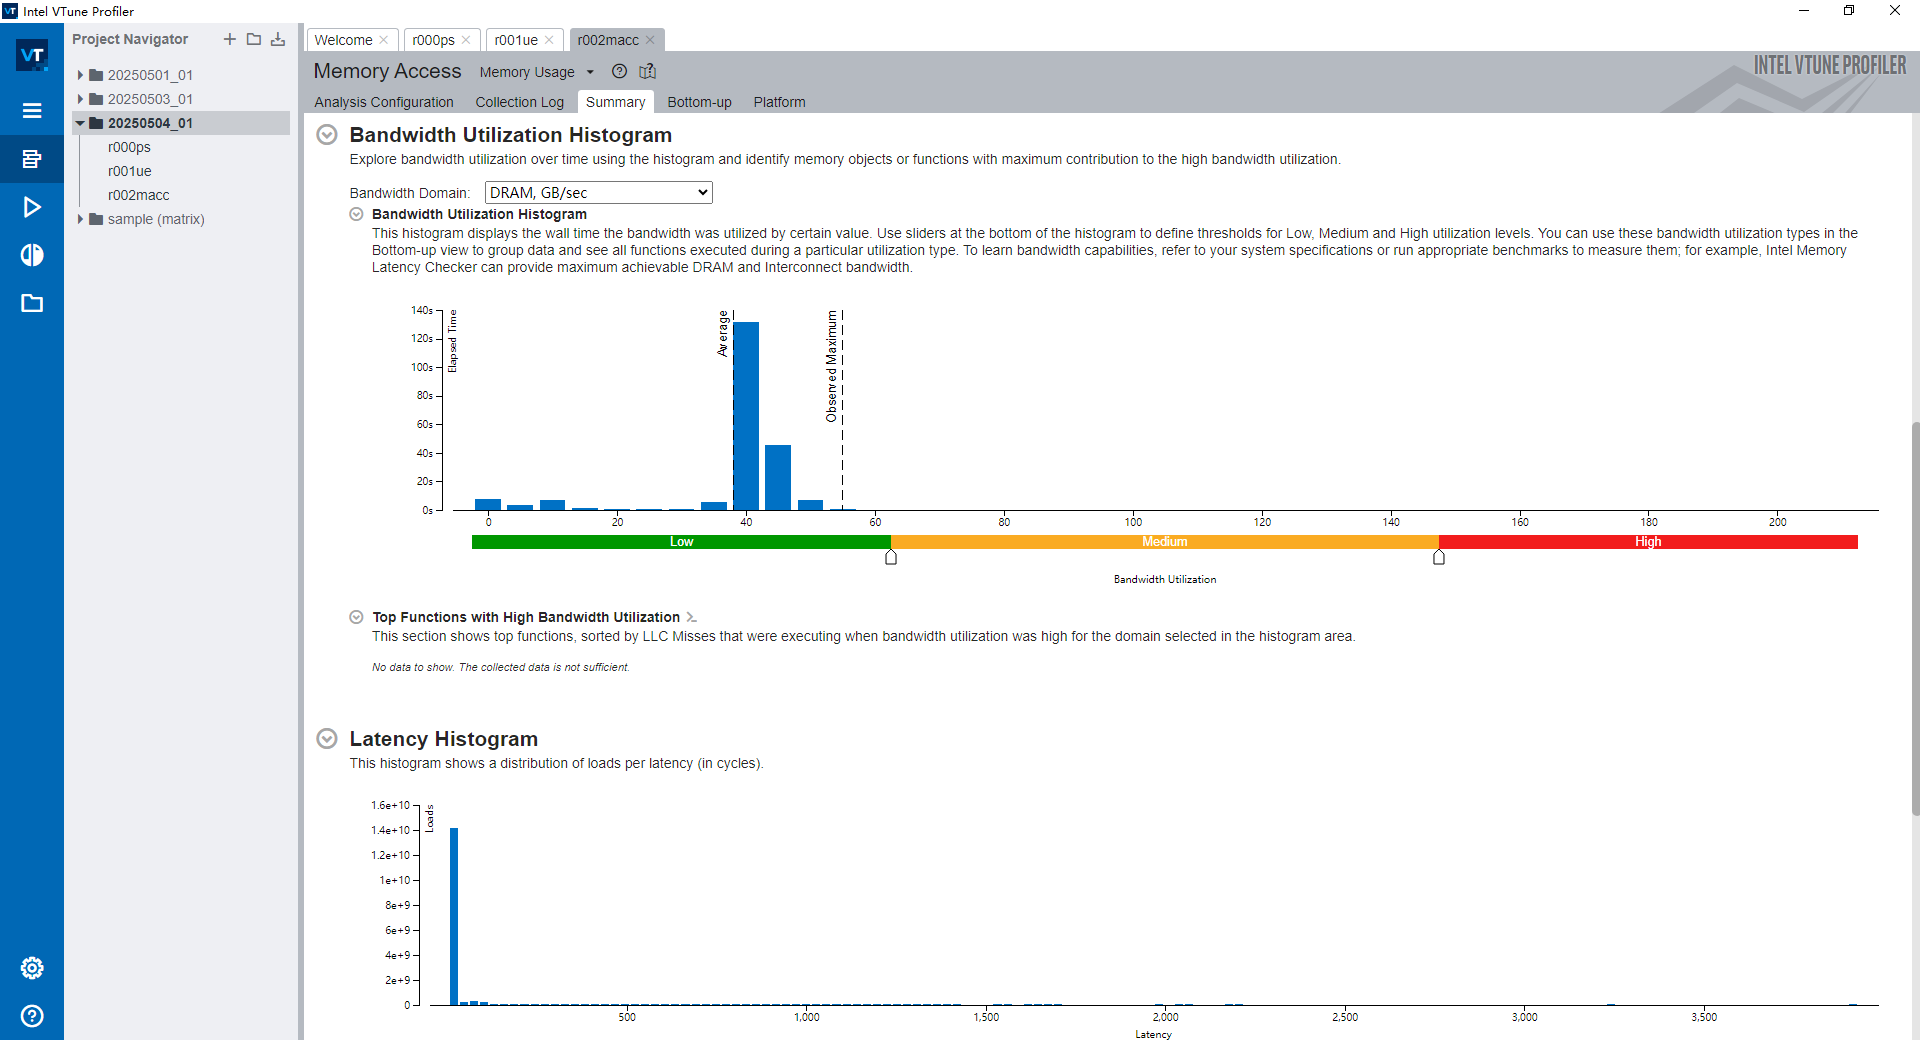 Intel VTune Profiler
VT
Project Navigator
20250501_01
20250503_01
20250504_01
r000ps
r001ue
r002macc
sample (matrix)
Welcome
r000ps
r001ue
r002macc
Memory Access
Memory Usage
INTEL VTUNE PROFILER
Analysis Configuration
Collection Log
Summary
Bottom-up
Platform
Bandwidth Utilization Histogram
Explore bandwidth utilization over time using the histogram and identify memory objects or functions with maximum contribution to the high bandwidth utilization.
Bandwidth Domain: DRAM, GB/sec
Bandwidth Utilization Histogram
This histogram displays the wall time the bandwidth was utilized by certain value. Use sliders at the bottom of the histogram to define thresholds for Low, Medium and High utilization levels. You can use these bandwidth utilization types in the
Bottom-up view to group data and see all functions executed during a particular utilization type. To learn bandwidth capabilities, refer to your system specifications or run appropriate benchmarks to measure them; for example, Intel Memory
Latency Checker can provide maximum achievable DRAM and Interconnect bandwidth.
140s
120s
100s
80s
60s
40s
20s
0s
Elapsed Time
Average
Observed Maximum
0 20 40 60 80 100 120 140 160 180 200
Low Medium High
Bandwidth Utilization
Top Functions with High Bandwidth Utilization
This section shows top functions, sorted by LLC Misses that were executing when bandwidth utilization was high for the domain selected in the histogram area.
No data to show. The collected data is not sufficient.
Latency Histogram
This histogram shows a distribution of loads per latency (in cycles).
1.6e+10
1.4e+10
1.2e+10
1e+10
8e+9
6e+9
4e+9
2e+9
0
Loads
500 1,000 1,500 2,000 2,500 3,000 3,500
Latency